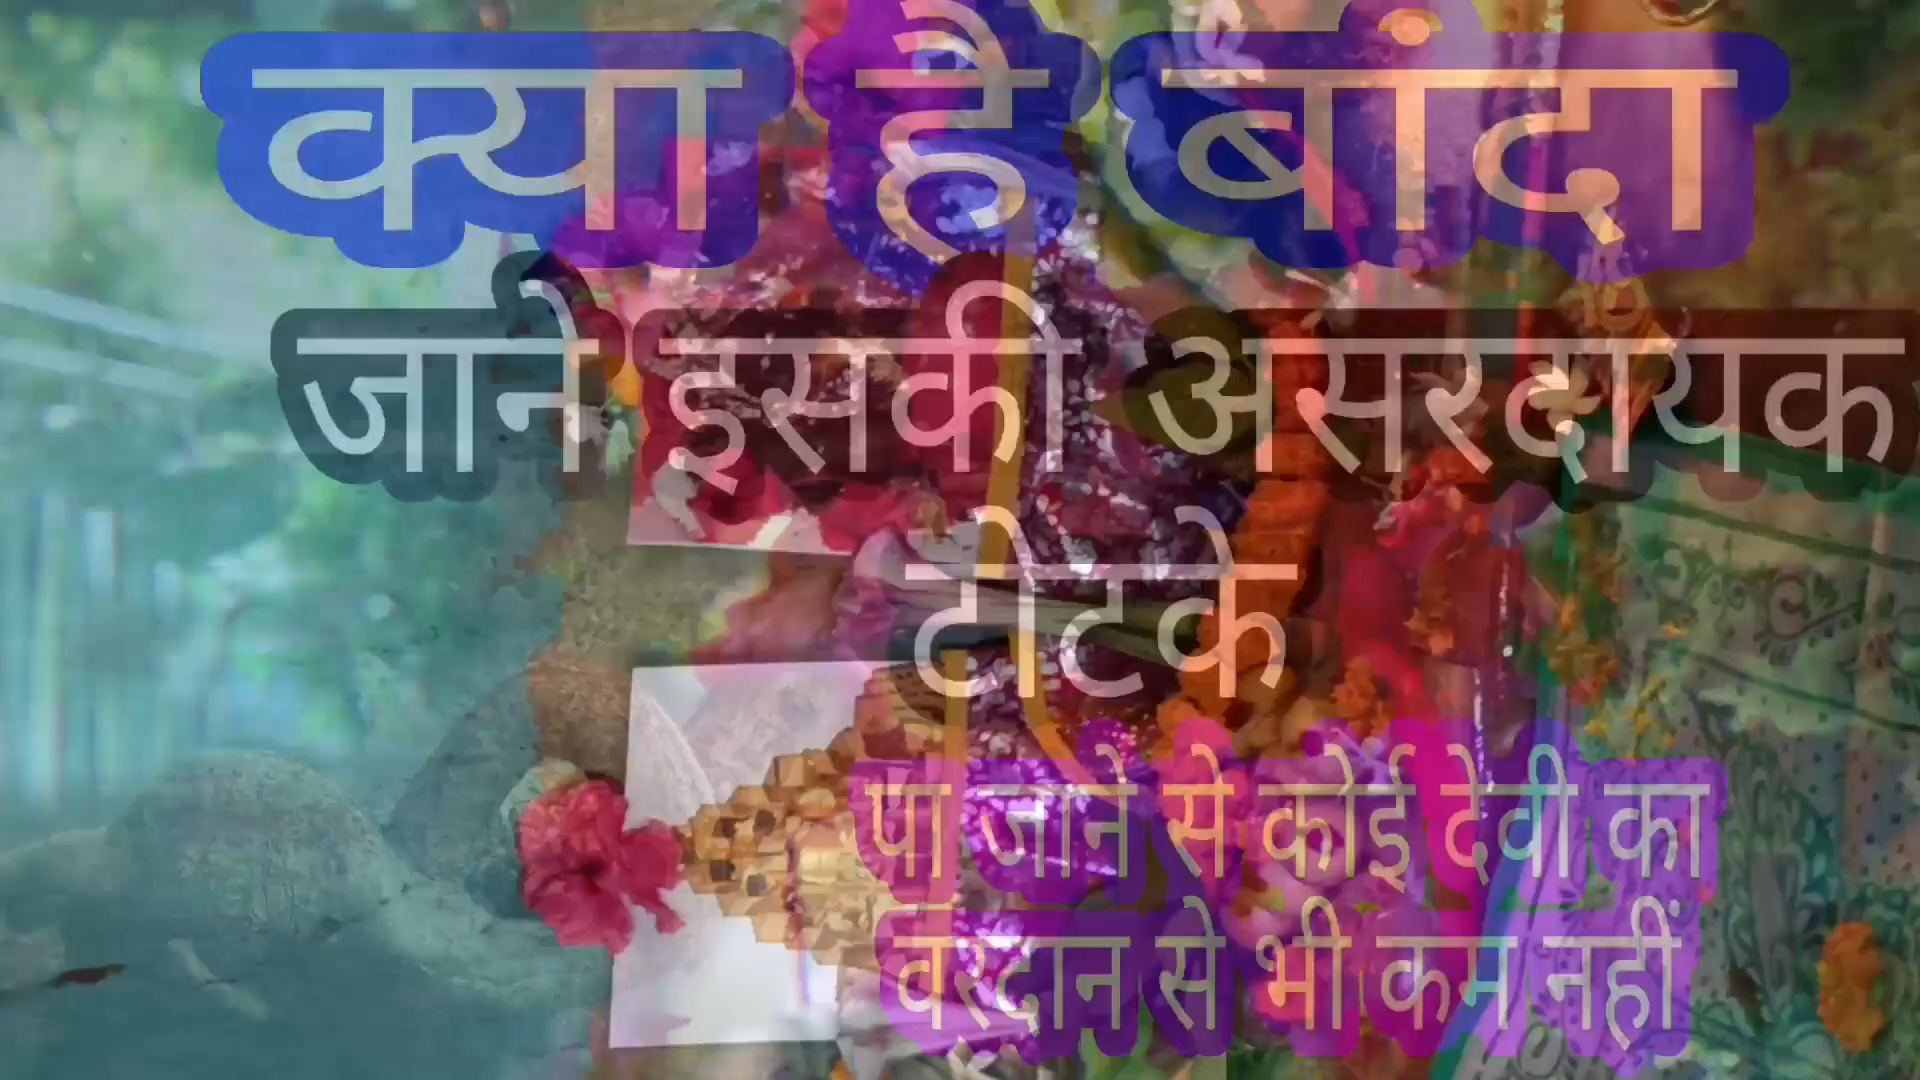 क्या है बांदा
जाने इसकी असरदायक
टोटके
पा जाने से कोई देवी का
वरदान से भी कम नहीं